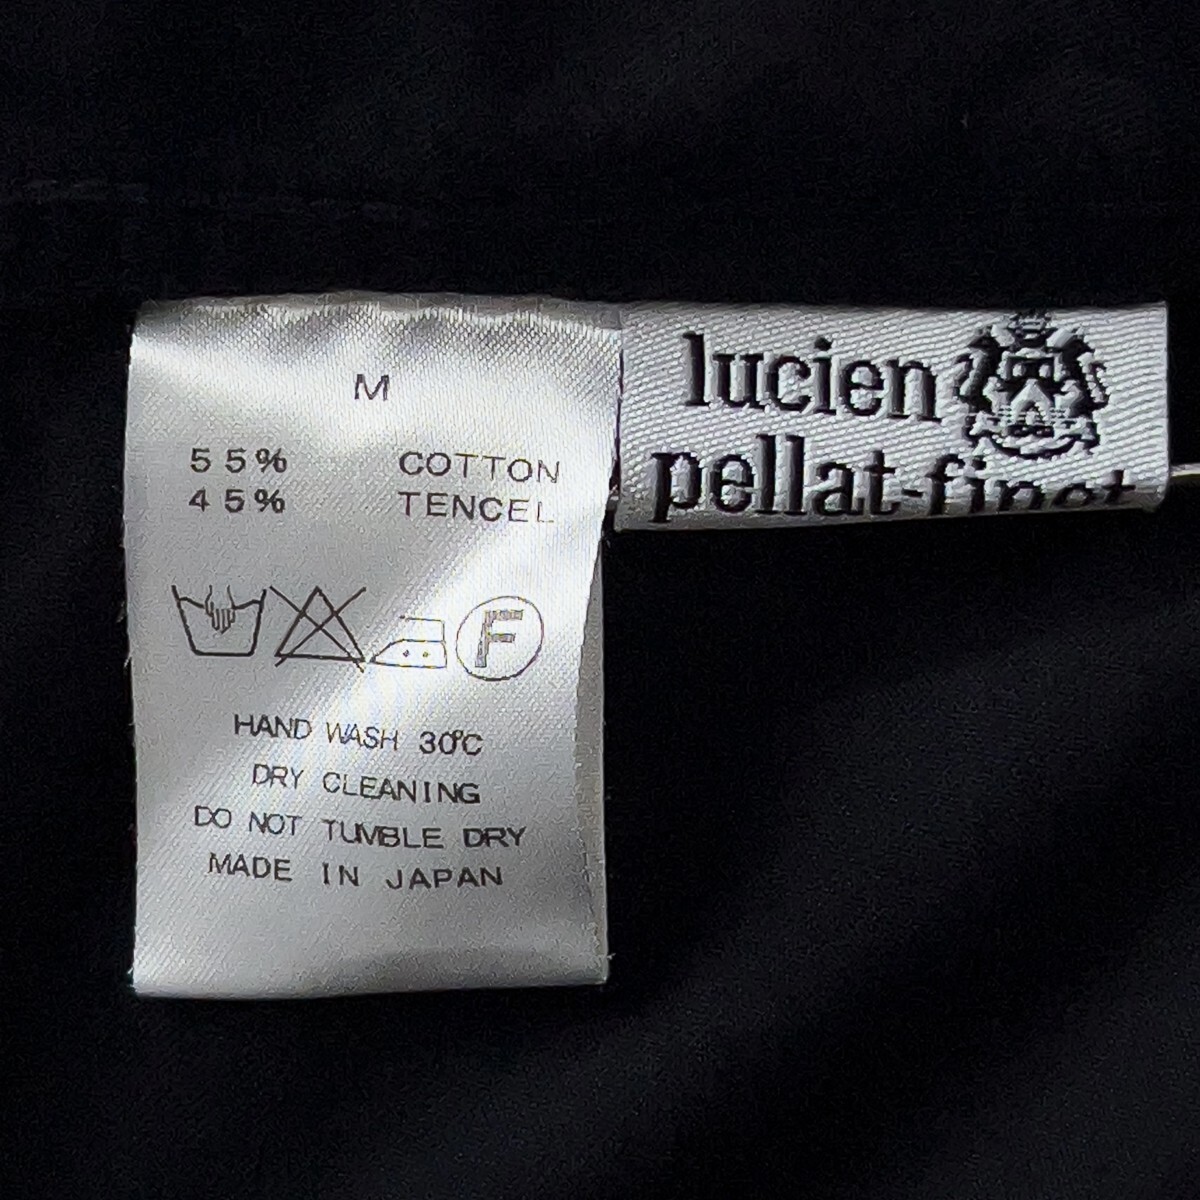 M
55% COTTON
45% TENCEL
F
HAND WASH 30°C
DRY CLEANING
DO NOT TUMBLE DRY
MADE IN JAPAN
lucien
pellat-finet